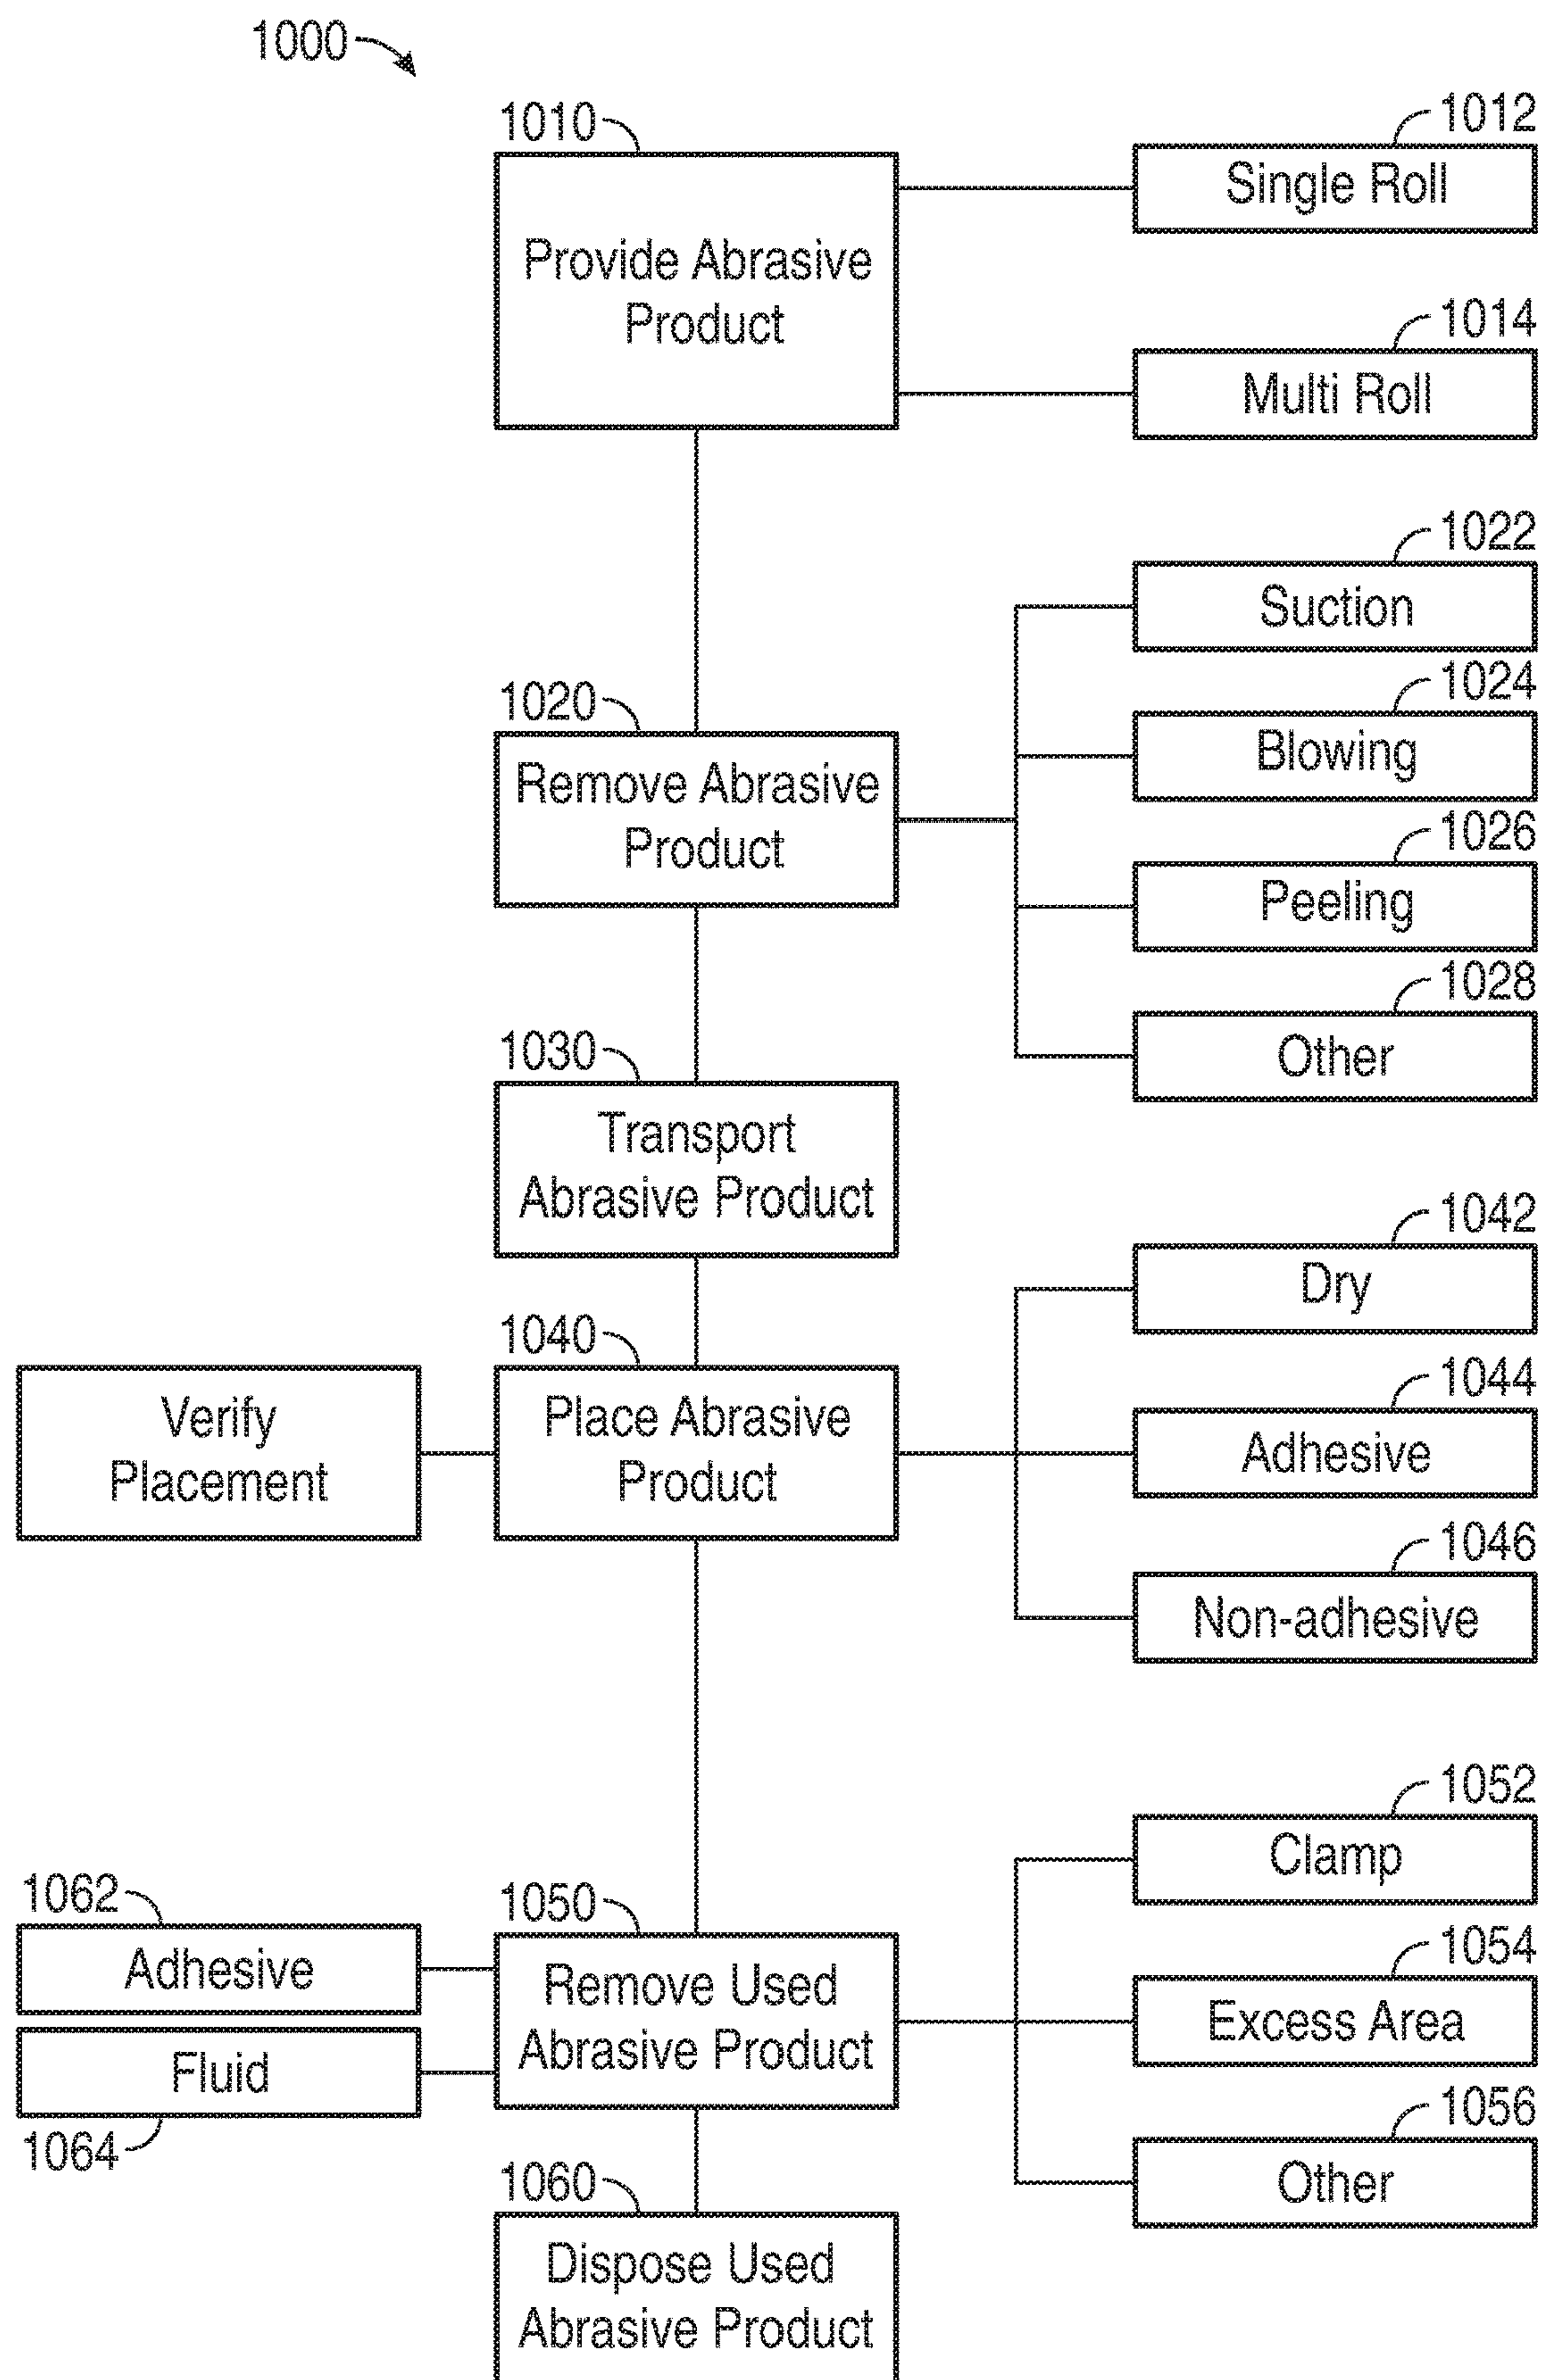 1000
1010
Provide Abrasive
Product
1012
Single Roll
1014
Multi Roll
1020
Remove Abrasive
Product
1022
Suction
1024
Blowing
1026
Peeling
1028
Other
1030
Transport
Abrasive Product
1040
Place Abrasive
Product
Verify
Placement
1042
Dry
1044
Adhesive
1046
Non-adhesive
1050
Remove Used
Abrasive Product
1062
Adhesive
Fluid
1064
1052
Clamp
1054
Excess Area
1056
Other
1060
Dispose Used
Abrasive Product